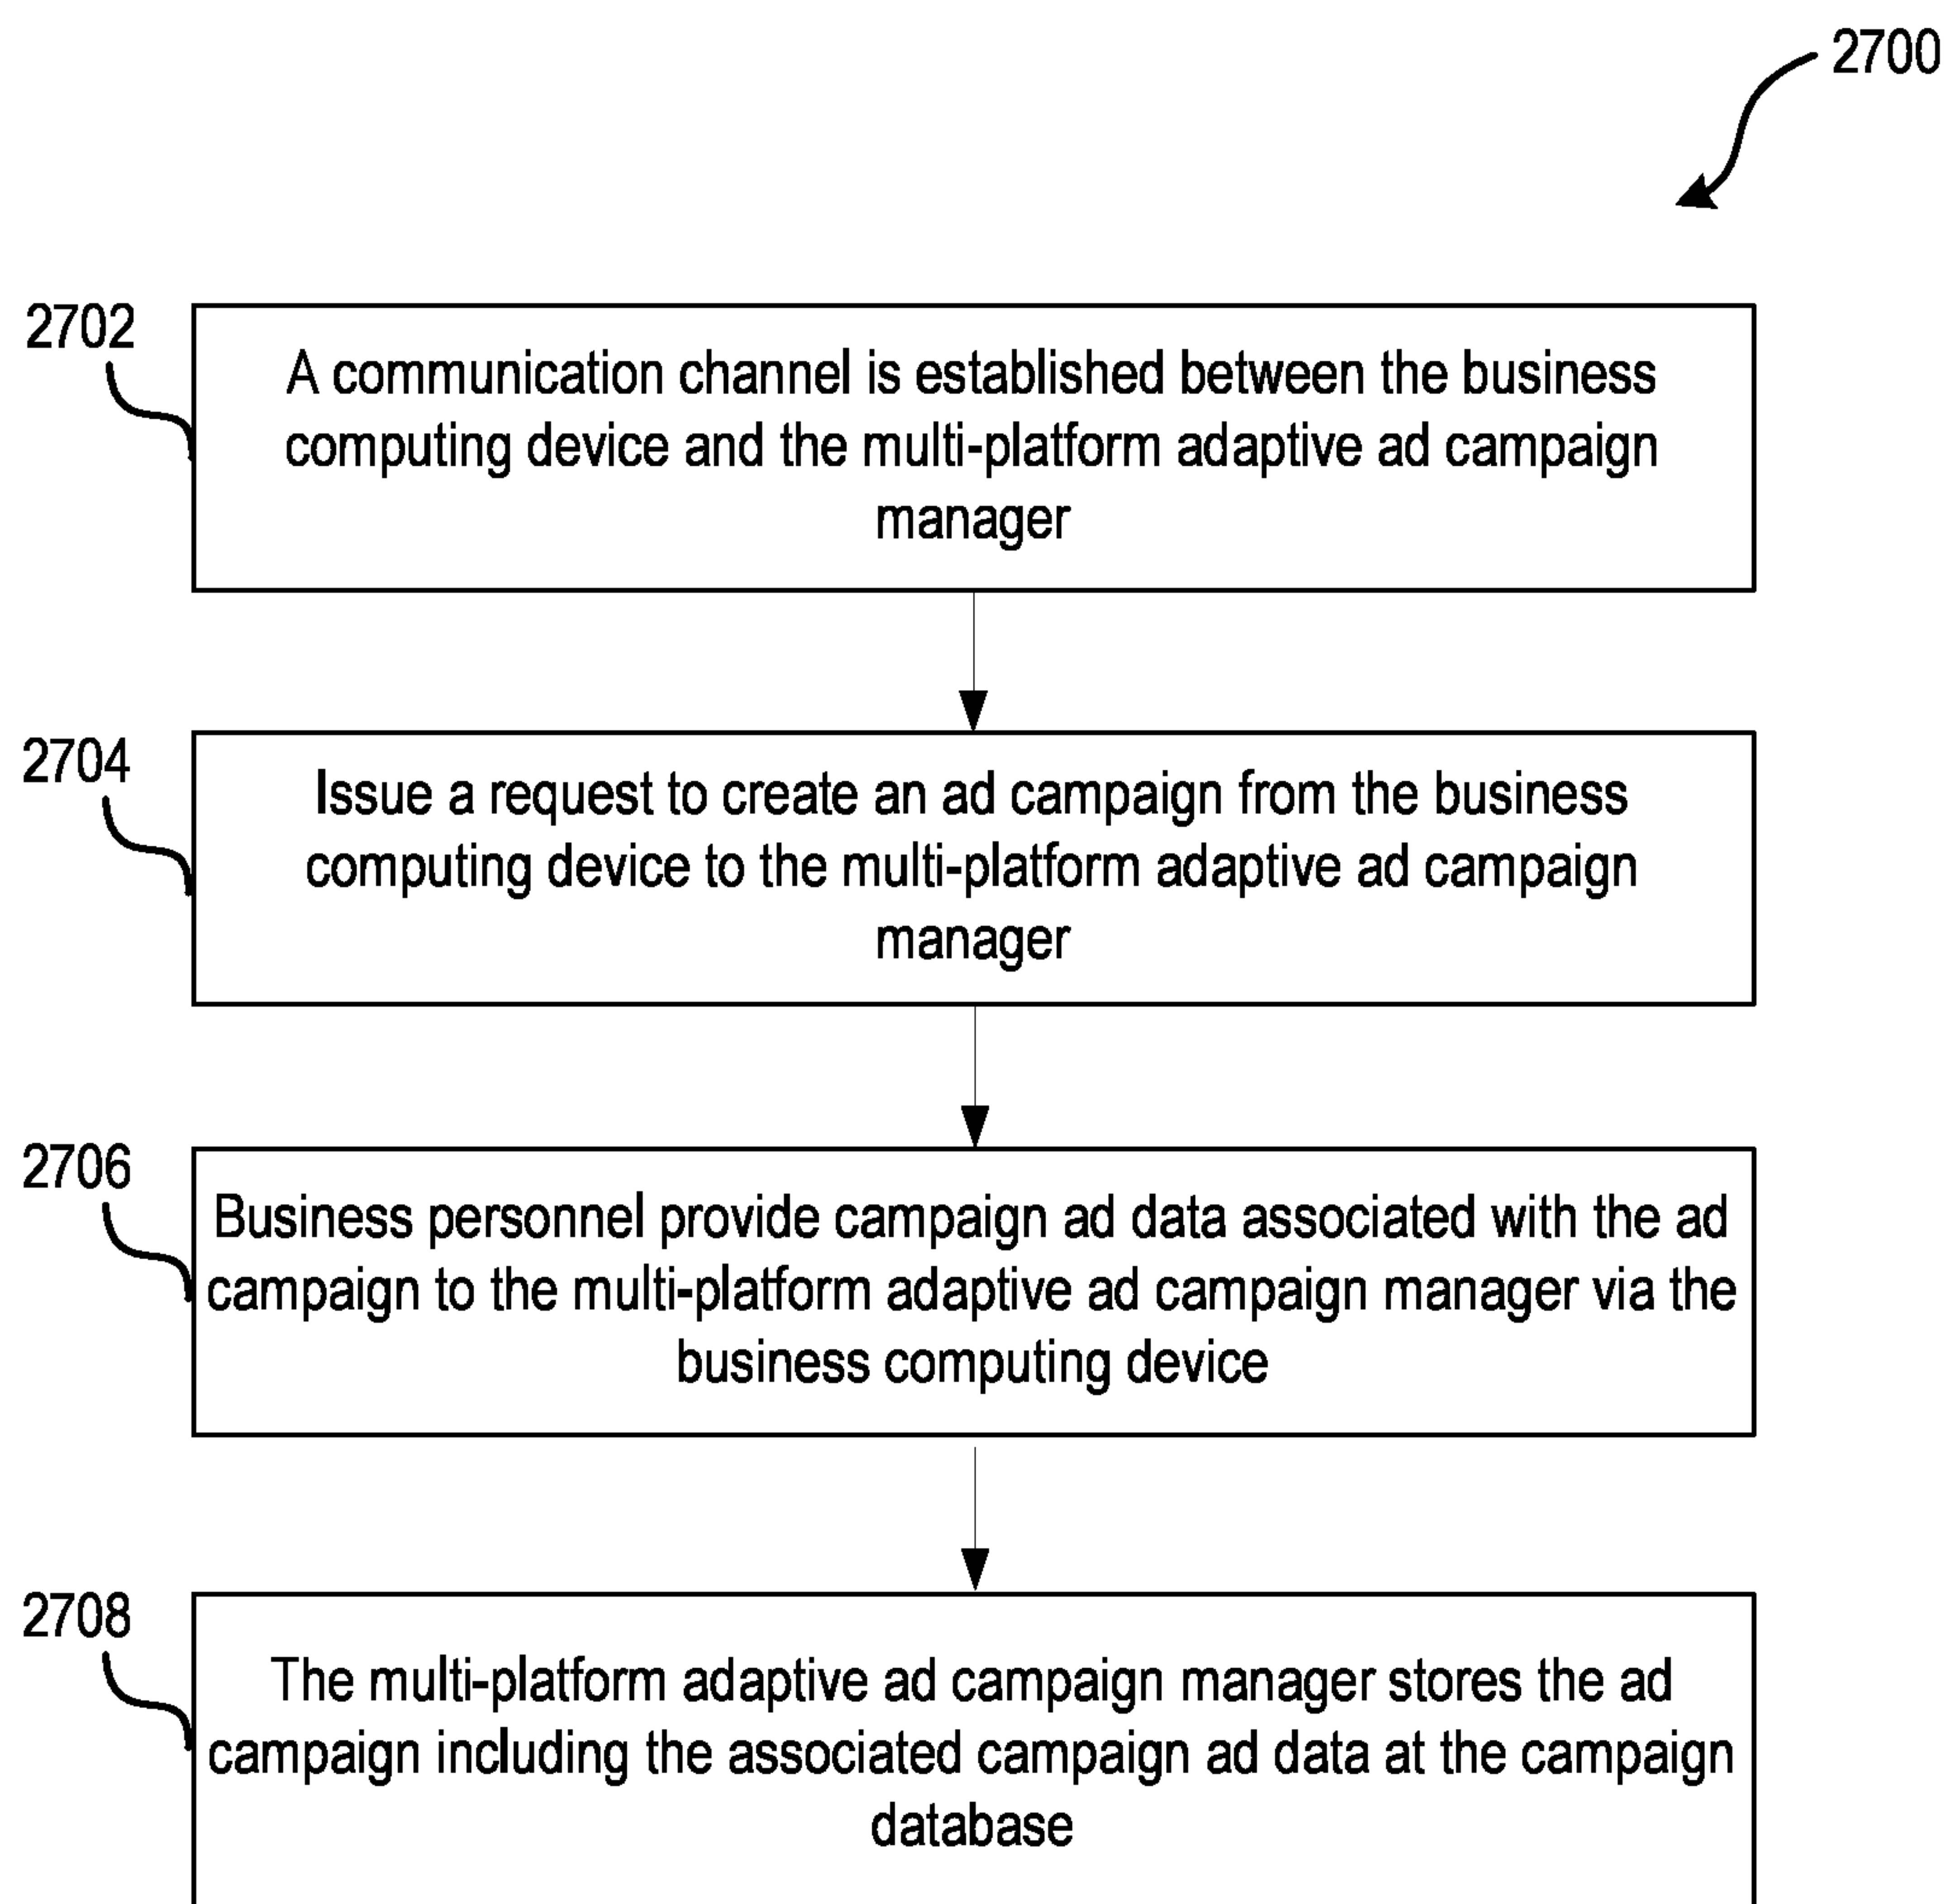 2700
2702
A communication channel is established between the business
computing device and the multi-platform adaptive ad campaign
manager
2704
Issue a request to create an ad campaign from the business
computing device to the multi-platform adaptive ad campaign
manager
2706
Business personnel provide campaign ad data associated with the ad
campaign to the multi-platform adaptive ad campaign manager via the
business computing device
2708
The multi-platform adaptive ad campaign manager stores the ad
campaign including the associated campaign ad data at the campaign
database